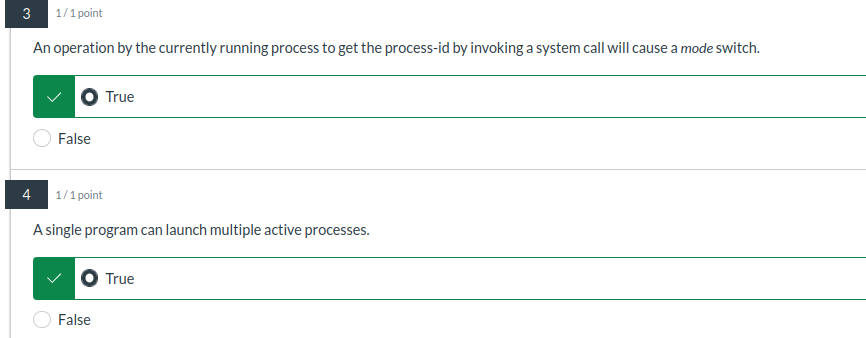 3 1 / 1 point
An operation by the currently running process to get the process-id by invoking a system call will cause a mode switch.
True
False
4 1 / 1 point
A single program can launch multiple active processes.
True
False